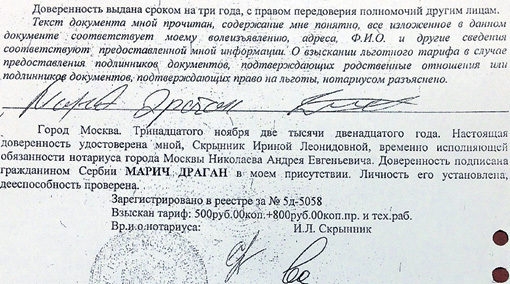 Доверенность выдана сроком на три года, с правом передоверия полномочий другим лицам.
Текст документа мной прочитан, содержание мне понятно, все изложенное в данном
документе соответствует моему волеизъявлению, адреса, Ф.И.О. и другие сведения
соответствуют предоставленной мной информации. О взыскании льготного тарифа в случае
предоставления подлинников документов, подтверждающих родственные отношения или
подлинников документов, подтверждающих право на льготы, нотариусом разъяснено.
Марич Драган
Город Москва. Тринадцатого ноября две тысячи двенадцатого года. Настоящая
доверенность удостоверена мной, Скрынник Ириной Леонидовной, временно исполняющей
обязанности нотариуса города Москвы Николаева Андрея Евгеньевича. Доверенность подписана
гражданином Сербии МАРИЧ ДРАГАН в моем присутствии. Личность его установлена,
дееспособность проверена.
Зарегистрировано в реестре за № 5д-5058
Взыскан тариф: 500руб.00коп.+800руб.00коп.пр. и тех.раб.
Вр.и.о.нотариуса: И.Л. Скрынник